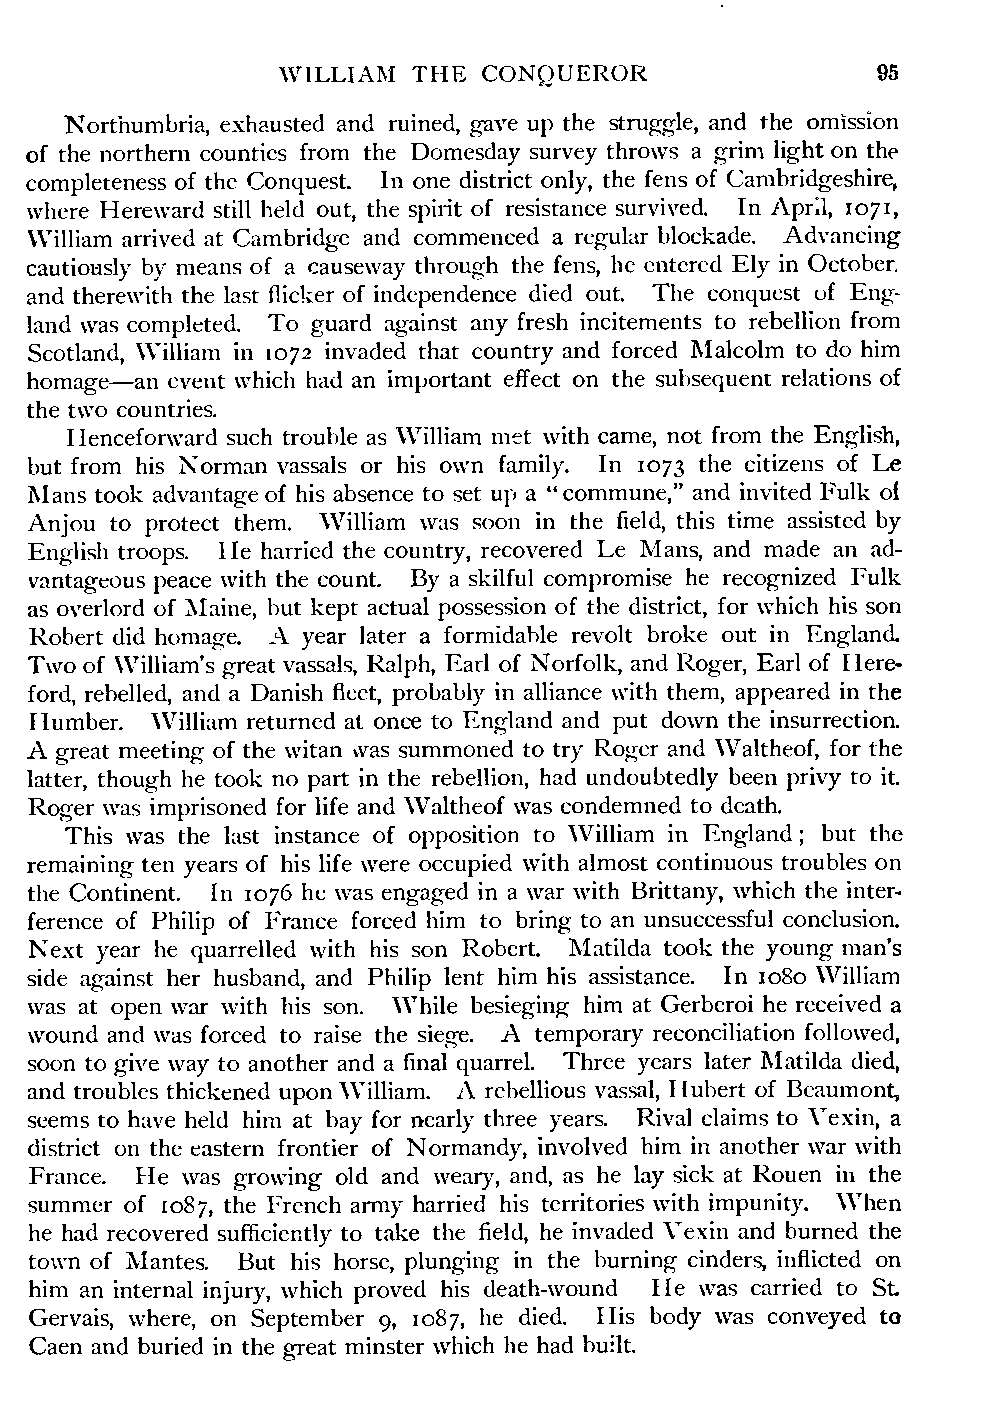 WILLIAM THE CONQUEROR 95
Northumbria, exhausted and ruined, gave up the struggle, and the omission
of the northern counties from the Domesday survey throws a grim light on the
completeness of the Conquest. In one district only, the fens of Cambridgeshire,
where Hereward still held out, the spirit of resistance survived. In April, 1071,
William arrived at Cambridge and commenced a regular blockade. Advancing
cautiously by means of a causeway through the fens, he entered Ely in October,
and therewith the last flicker of independence died out. The conquest of Eng-
land was completed. To guard against any fresh incitements to rebellion from
Scotland, William in 1072 invaded that country and forced Malcolm to do him
homage—an event which had an important effect on the subsequent relations of
the two countries.
Henceforward such trouble as William met with came, not from the English,
but from his Norman vassals or his own family. In 1073 the citizens of Le
Mans took advantage of his absence to set up a "commune," and invited Fulk of
Anjou to protect them. William was soon in the field, this time assisted by
English troops. He harried the country, recovered Le Mans, and made an ad-
vantageous peace with the count. By a skilful compromise he recognized Fulk
as overlord of Maine, but kept actual possession of the district, for which his son
Robert did homage. A year later a formidable revolt broke out in England.
Two of William's great vassals, Ralph, Earl of Norfolk, and Roger, Earl of Here-
ford, rebelled, and a Danish fleet, probably in alliance with them, appeared in the
Humber. William returned at once to England and put down the insurrection.
A great meeting of the witan was summoned to try Roger and Waltheof, for the
latter, though he took no part in the rebellion, had undoubtedly been privy to it.
Roger was imprisoned for life and Waltheof was condemned to death.
This was the last instance of opposition to William in England; but the
remaining ten years of his life were occupied with almost continuous troubles on
the Continent. In 1076 he was engaged in a war with Brittany, which the inter-
ference of Philip of France forced him to bring to an unsuccessful conclusion.
Next year he quarrelled with his son Robert. Matilda took the young man's
side against her husband, and Philip lent him his assistance. In 1080 William
was at open war with his son. While besieging him at Gerberoi he received a
wound and was forced to raise the siege. A temporary reconciliation followed,
soon to give way to another and a final quarrel. Three years later Matilda died,
and troubles thickened upon William. A rebellious vassal, Hubert of Beaumont,
seems to have held him at bay for nearly three years. Rival claims to Vexin, a
district on the eastern frontier of Normandy, involved him in another war with
France. He was growing old and weary, and, as he lay sick at Rouen in the
summer of 1087, the French army harried his territories with impunity. When
he had recovered sufficiently to take the field, he invaded Vexin and burned the
town of Mantes. But his horse, plunging in the burning cinders, inflicted on
him an internal injury, which proved his death-wound He was carried to St.
Gervais, where, on September 9, 1087, he died. His body was conveyed to
Caen and buried in the great minster which he had built.